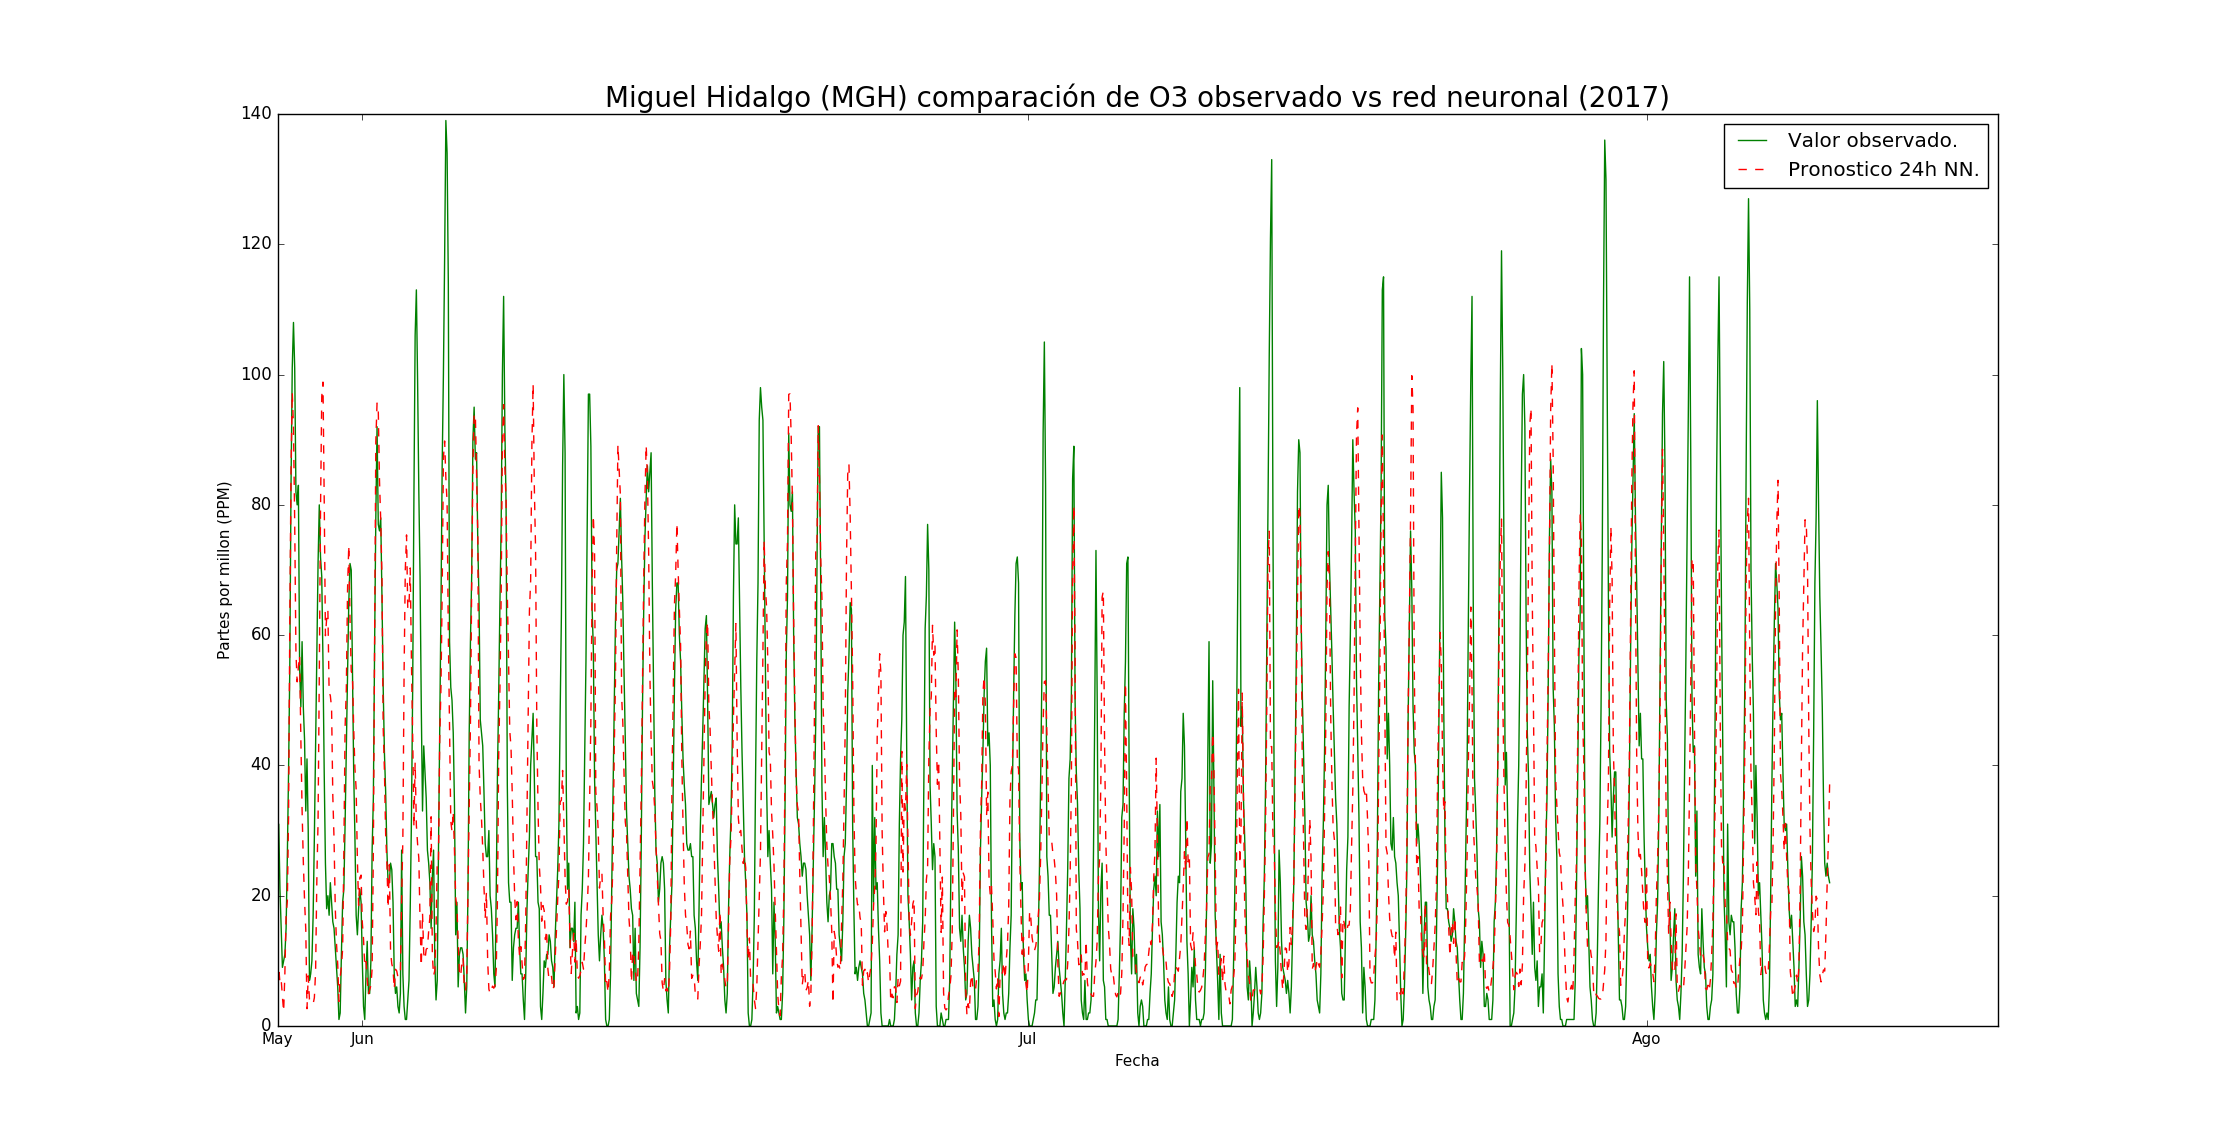 Miguel Hidalgo (MGH) comparación de O3 observado vs red neuronal (2017)
140
120
100
80
60
40
20
0
Partes por millon (PPM)
Valor observado.
Pronostico 24h NN.
May
Jun
Jul
Ago
Fecha